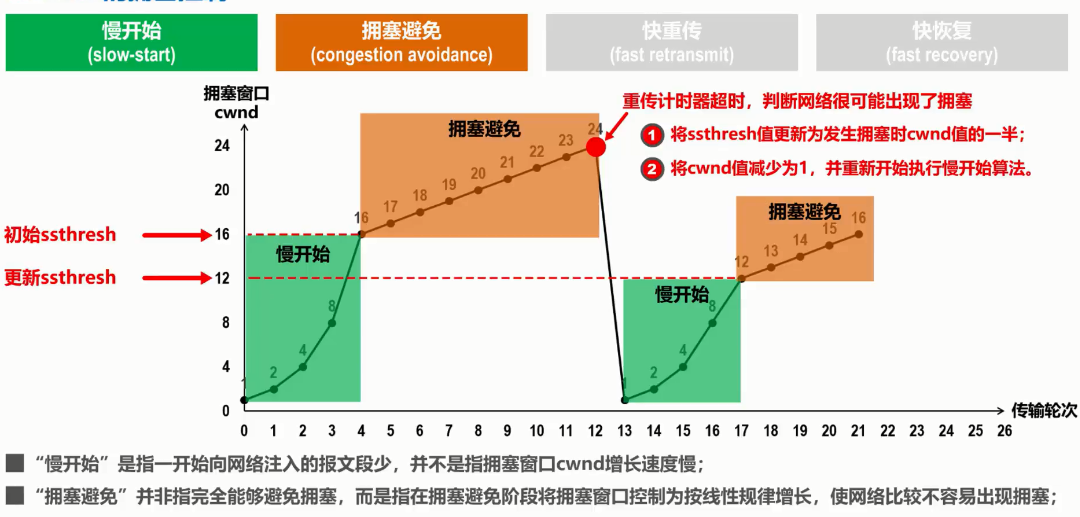 慢开始
(slow-start)
拥塞避免
(congestion avoidance)
快重传
(fast retransmit)
快恢复
(fast recovery)
拥塞窗口
cwnd
重传计时器超时，判断网络很可能出现了拥塞
1 将ssthresh值更新为发生拥塞时cwnd值的一半；
2 将cwnd值减少为1，并重新开始执行慢开始算法。
拥塞避免
24
20
16
12
8
4
0
初始ssthresh
更新ssthresh
慢开始
1 2 4 8 16 17 18 19 20 21 22 23 24
慢开始
拥塞避免
1 2 4 8 12 13 14 15 16
0 1 2 3 4 5 6 7 8 9 10 11 12 13 14 15 16 17 18 19 20 21 22 23 24 25 26
传输轮次
“慢开始”是指一开始向网络注入的报文段少，并不是指拥塞窗口cwnd增长速度慢；
“拥塞避免”并非指完全能够避免拥塞，而是指在拥塞避免阶段将拥塞窗口控制为按线性规律增长，使网络比较不容易出现拥塞；